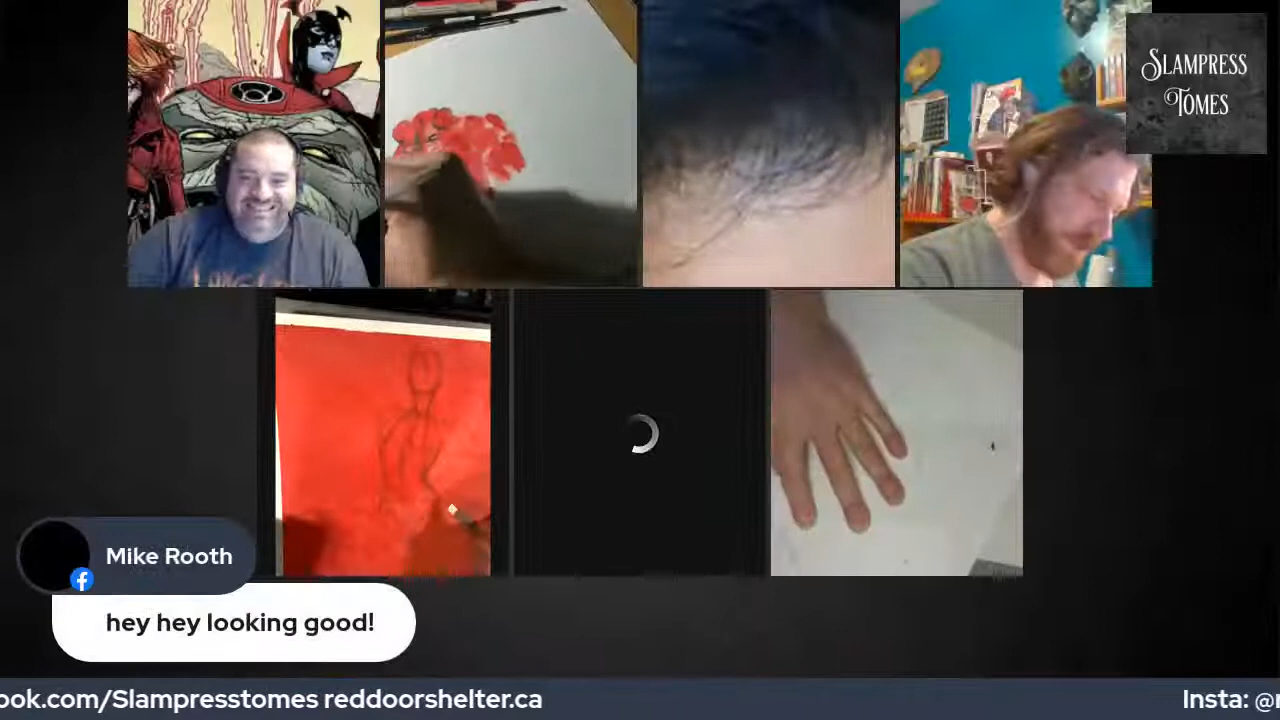 SLAMPRESS
TOMES
Mike Rooth
hey hey looking good!
ook.com/Slampresstomes reddoorshelter.ca
Insta: @